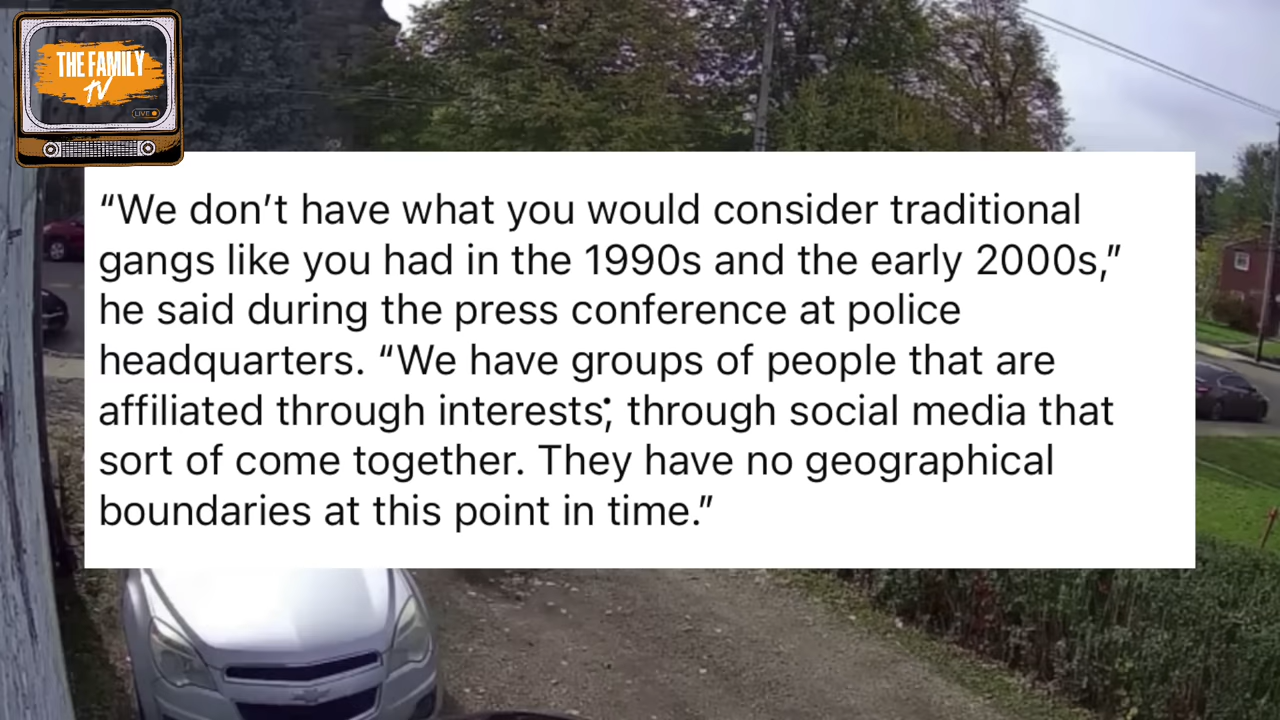 THE FAMILY
TV
LIVE
“We don’t have what you would consider traditional
gangs like you had in the 1990s and the early 2000s,”
he said during the press conference at police
headquarters. “We have groups of people that are
affiliated through interests, through social media that
sort of come together. They have no geographical
boundaries at this point in time.”